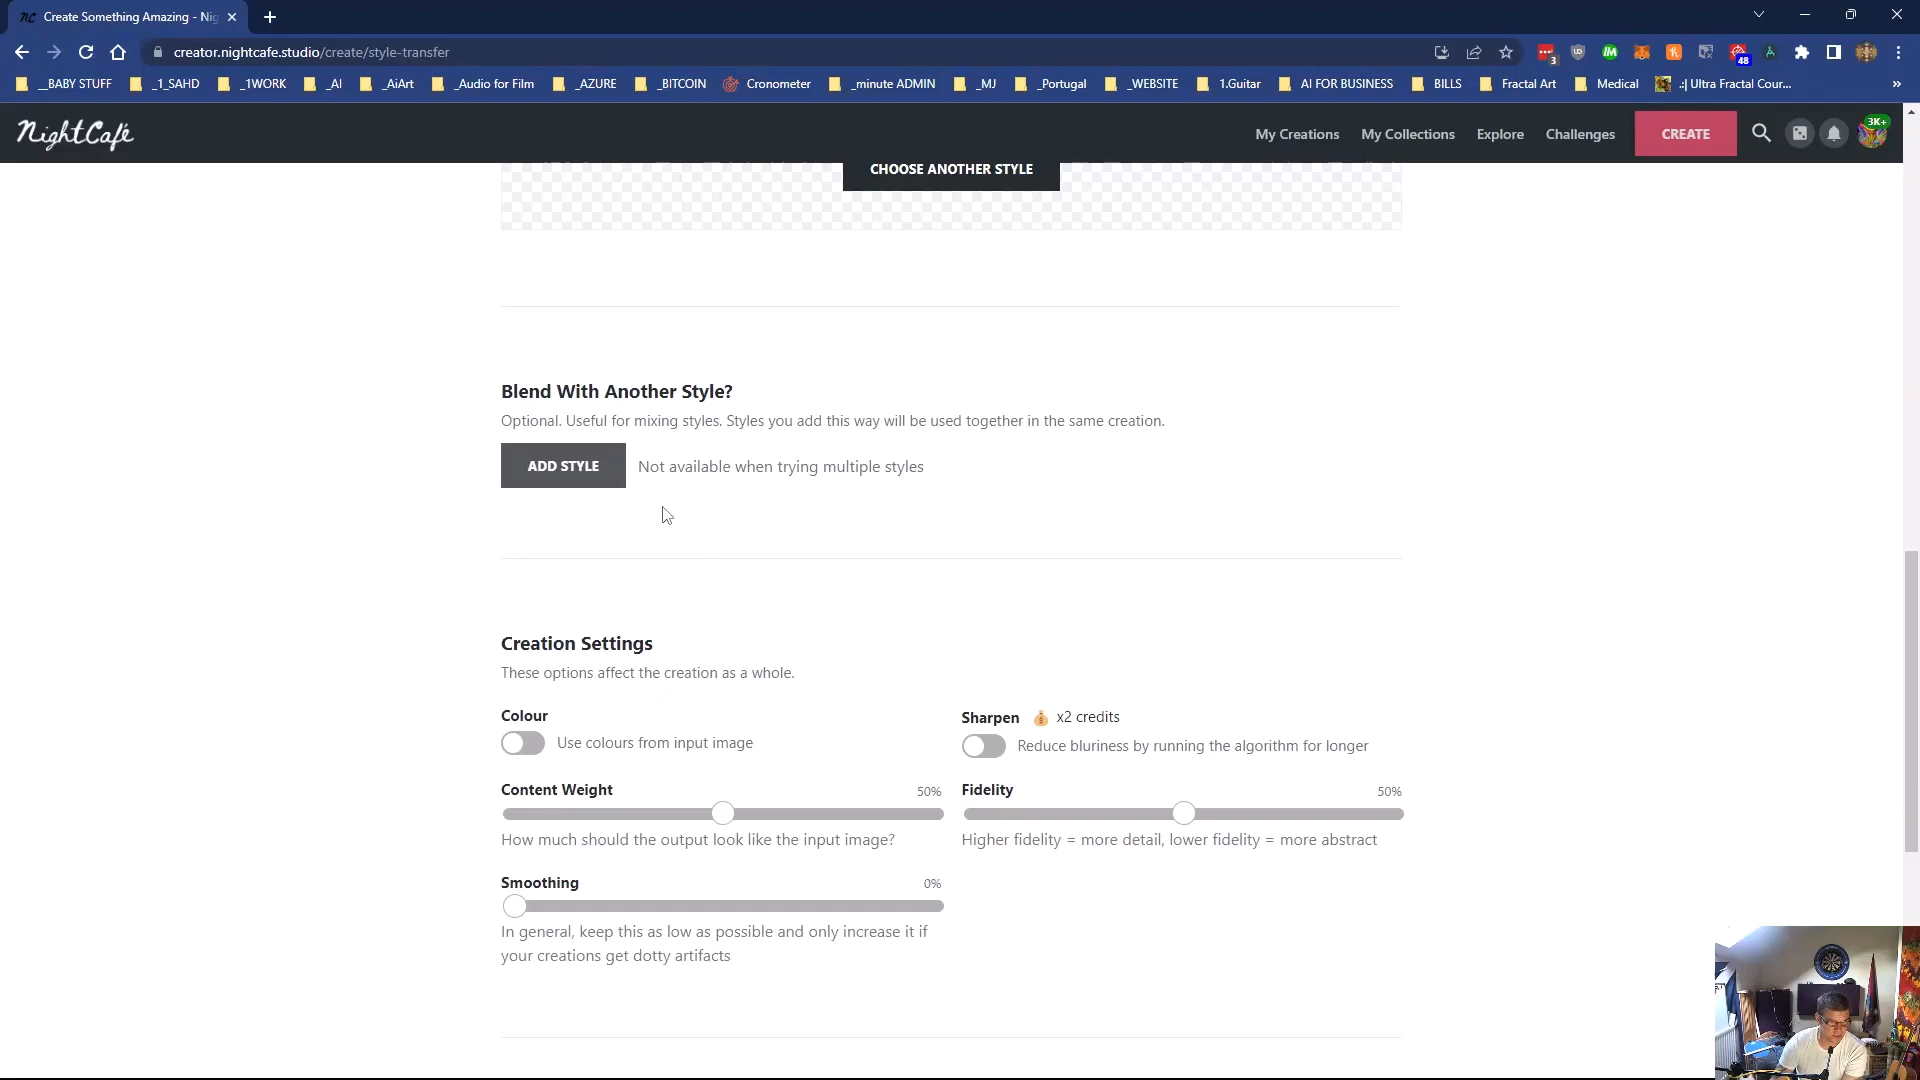 Create Something Amazing - Nig
creator.nightcafe.studio/create/style-transfer
3
48
__BABY STUFF
_1_SAHD
_1WORK
_AI
_AiArt
_Audio for Film
_AZURE
_BITCOIN
Cronometer
_minute ADMIN
_MJ
_Portugal
_WEBSITE
1.Guitar
AI FOR BUSINESS
BILLS
Fractal Art
Medical
.:| Ultra Fractal Cour...
»
NightCafé
My Creations
My Collections
Explore
Challenges
CREATE
3K+
CHOOSE ANOTHER STYLE
Blend With Another Style?
Optional. Useful for mixing styles. Styles you add this way will be used together in the same creation.
ADD STYLE
Not available when trying multiple styles
Creation Settings
These options affect the creation as a whole.
Colour
Use colours from input image
Sharpen 💰 x2 credits
Reduce bluriness by running the algorithm for longer
Content Weight 50%
How much should the output look like the input image?
Fidelity 50%
Higher fidelity = more detail, lower fidelity = more abstract
Smoothing 0%
In general, keep this as low as possible and only increase it if
your creations get dotty artifacts